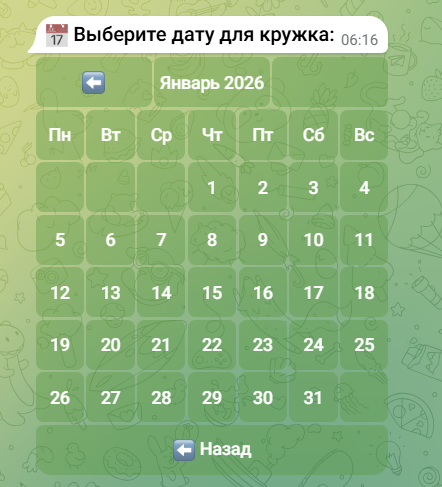 17 Выберите дату для кружка: 06:16
Январь 2026
Пн Вт Ср Чт Пт Сб Вс
1 2 3 4
5 6 7 8 9 10 11
12 13 14 15 16 17 18
19 20 21 22 23 24 25
26 27 28 29 30 31
Назад